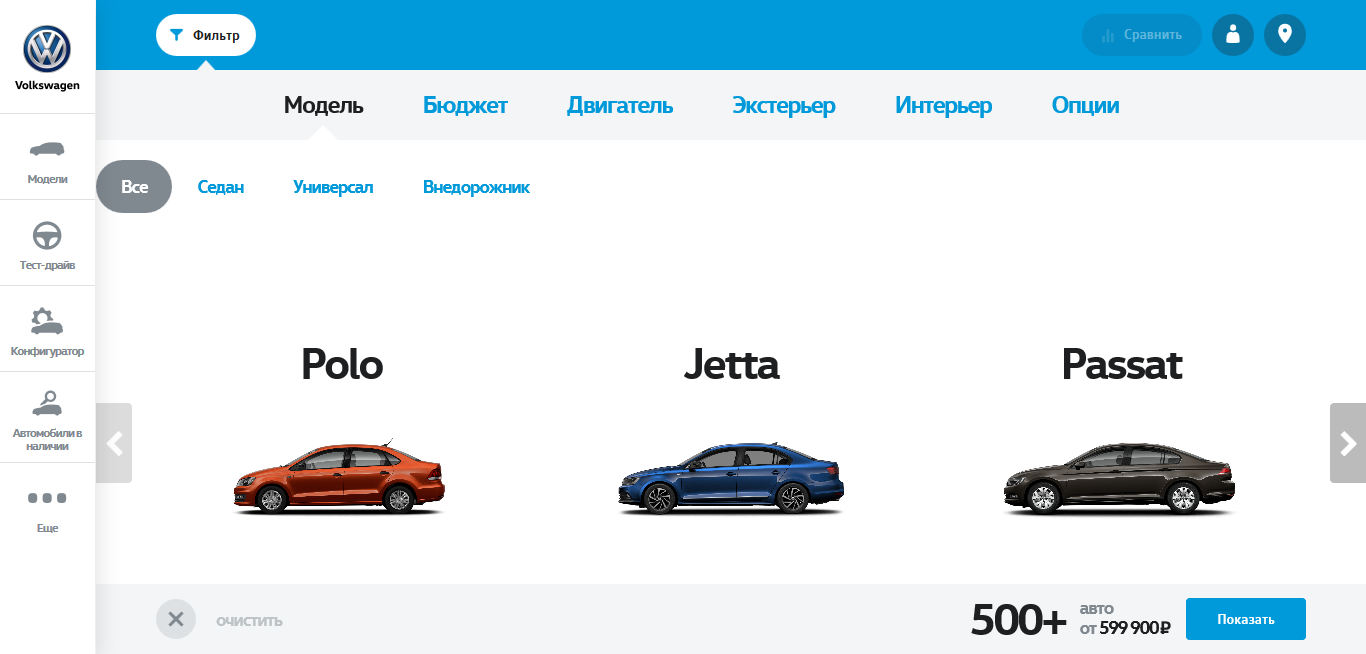 Volkswagen
Модели
Тест-драйв
Конфигуратор
Автомобили в
наличии
Еще
Фильтр
Сравнить
Модель
Бюджет
Двигатель
Экстерьер
Интерьер
Опции
Все
Седан
Универсал
Внедорожник
Polo
Jetta
Passat
ОЧИСТИТЬ
500+
авто
от 599 900₽
Показать